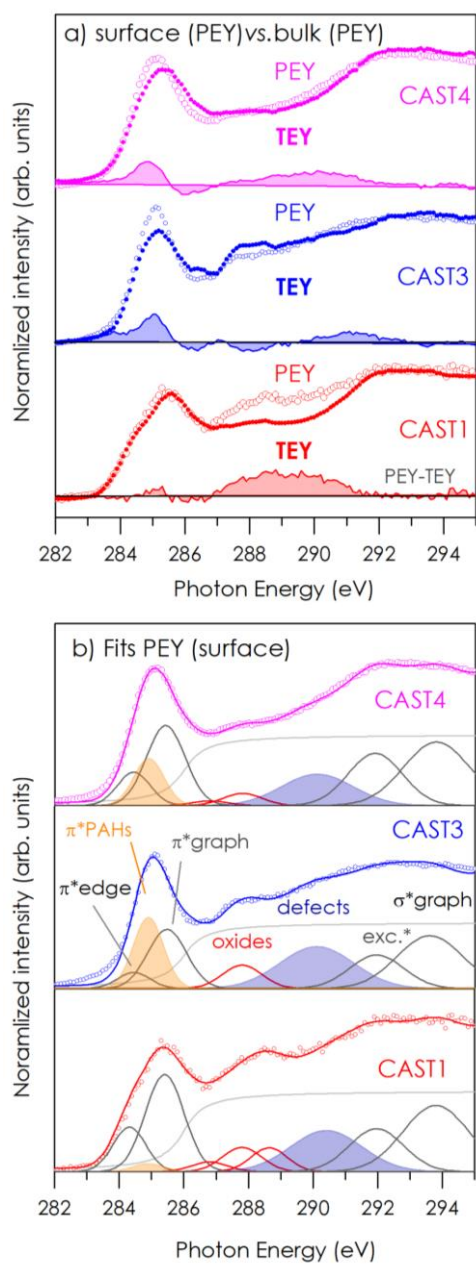 a) surface (PEY)vs.bulk (PEY)
PEY
CAST4
TEY
PEY
CAST3
TEY
PEY
CAST1
TEY
PEY-TEY
Noramlized intensity (arb. units)
282 284 286 288 290 292 294
Photon Energy (eV)
b) Fits PEY (surface)
CAST4
π*PAHs
CAST3
π*graph
π*edge
defects
σ*graph
oxides
exc.*
CAST1
Noramlized intensity (arb. units)
282 284 286 288 290 292 294
Photon Energy (eV)